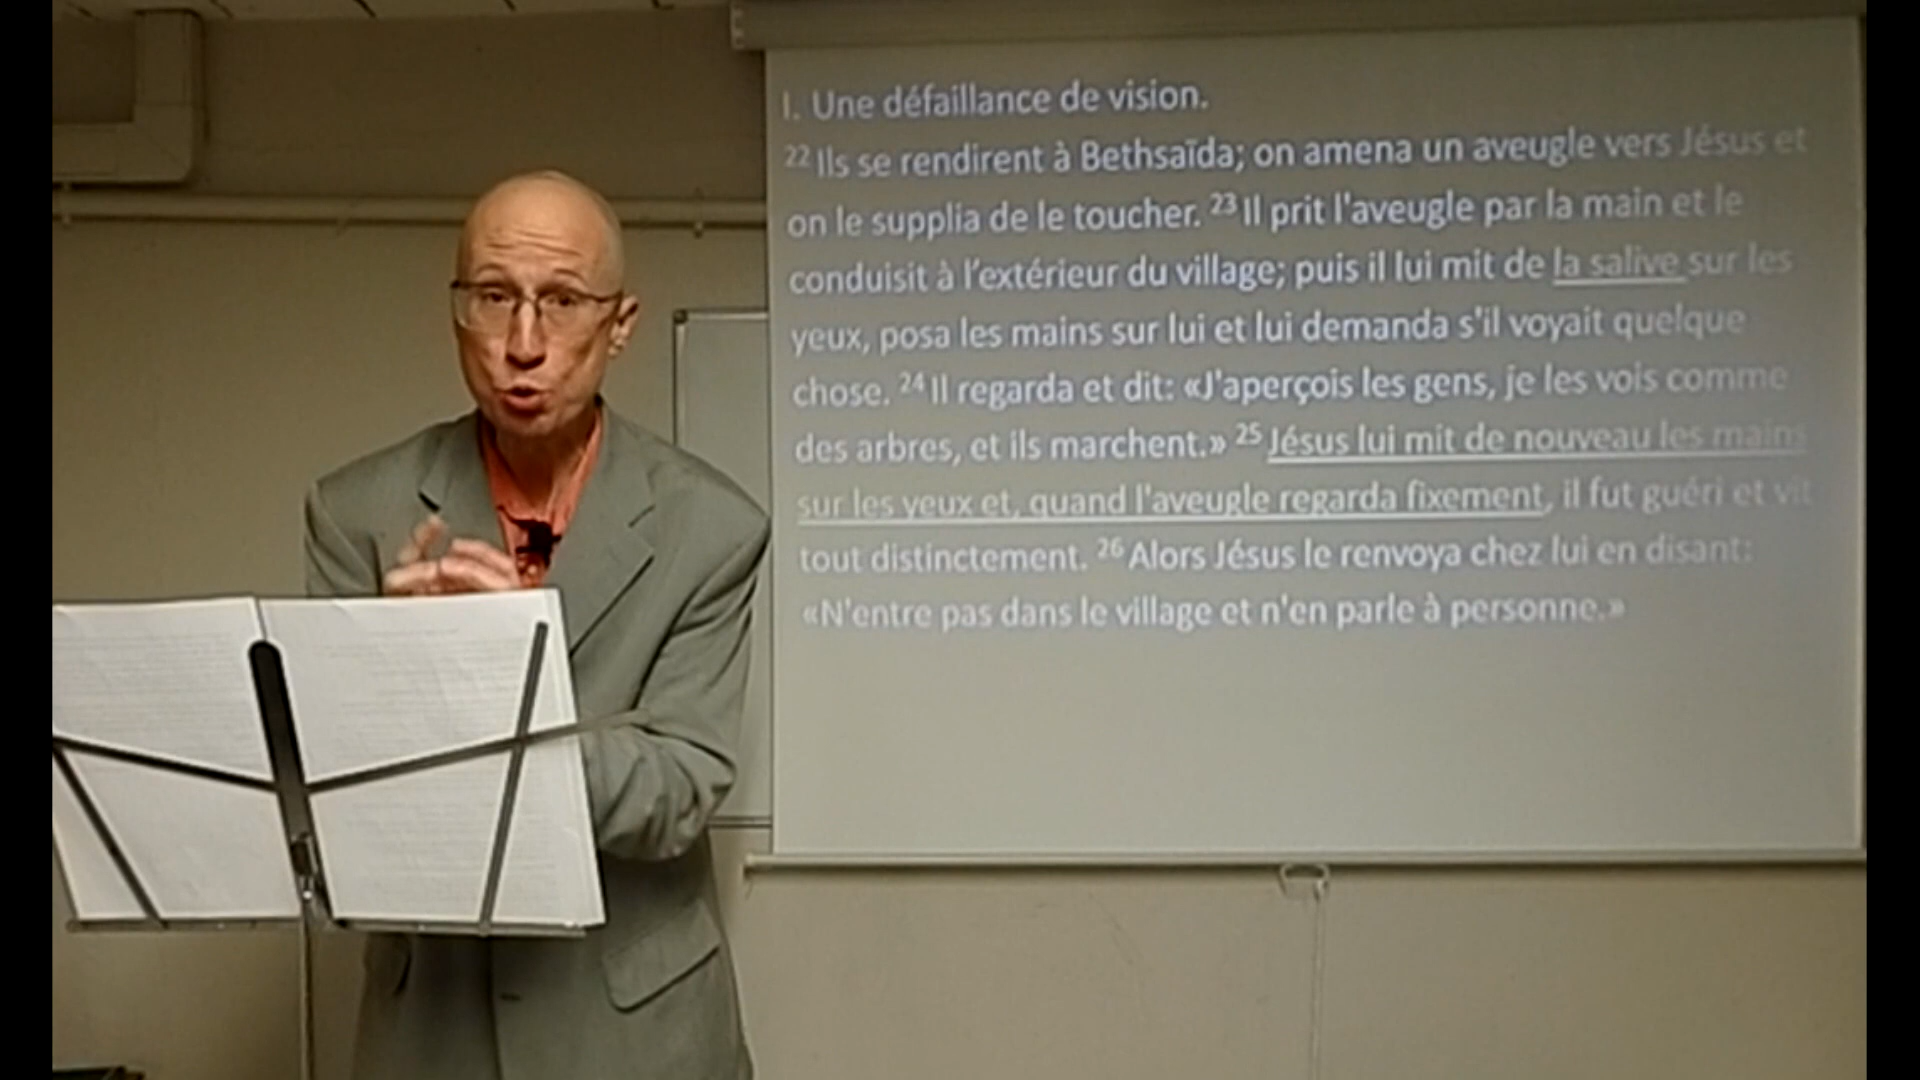 I. Une défaillance de vision.
22 Ils se rendirent à Bethsaïda; on amena un aveugle vers Jésus et
on le supplia de le toucher. 23 Il prit l'aveugle par la main et le
conduisit à l’extérieur du village; puis il lui mit de la salive sur les
yeux, posa les mains sur lui et lui demanda s'il voyait quelque
chose. 24 Il regarda et dit: «J'aperçois les gens, je les vois comme
des arbres, et ils marchent.» 25 Jésus lui mit de nouveau les mains
sur les yeux et, quand l'aveugle regarda fixement, il fut guéri et vit
tout distinctement. 26 Alors Jésus le renvoya chez lui en disant:
«N'entre pas dans le village et n'en parle à personne.»